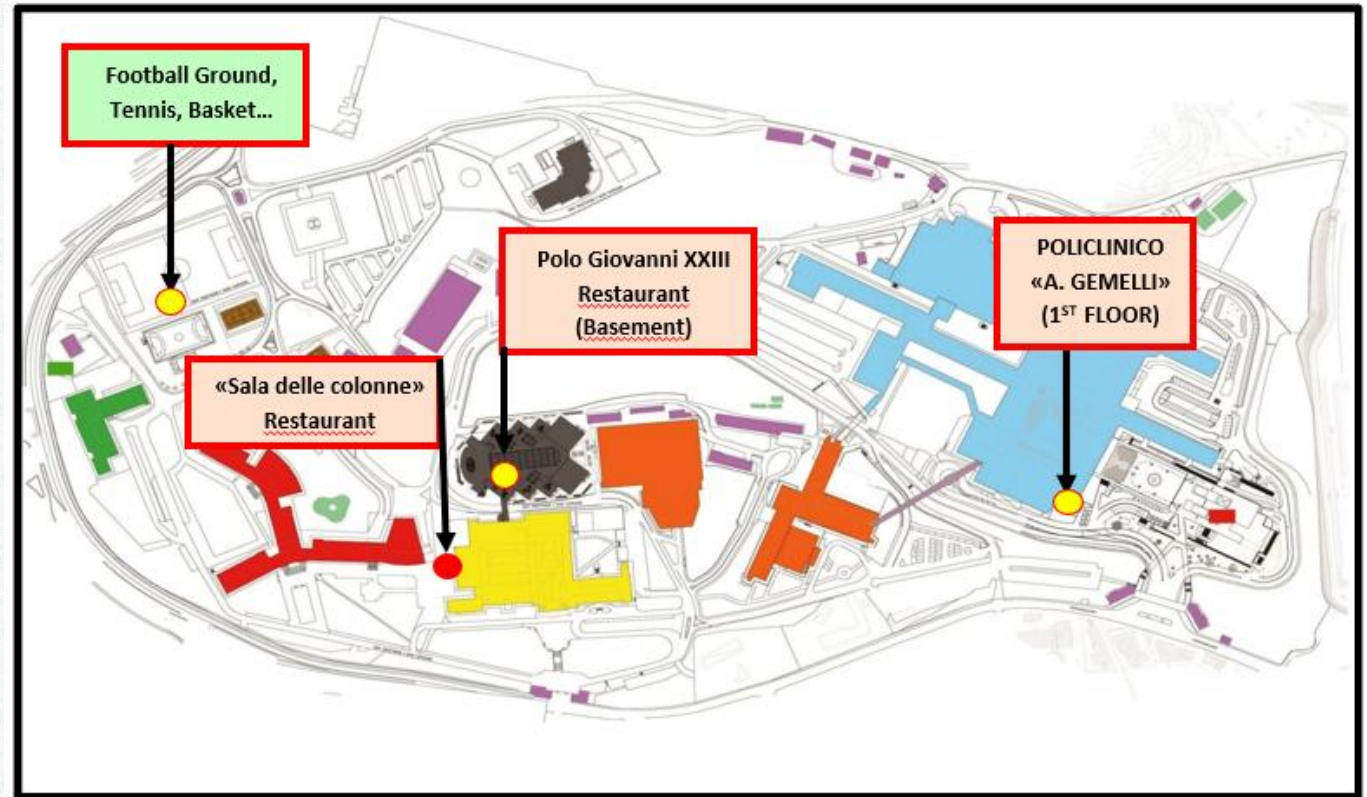 Football Ground,
Tennis, Basket...
Polo Giovanni XXIII
Restaurant
(Basement)
POLICLINICO
«A. GEMELLI»
(1ST FLOOR)
«Sala delle colonne»
Restaurant